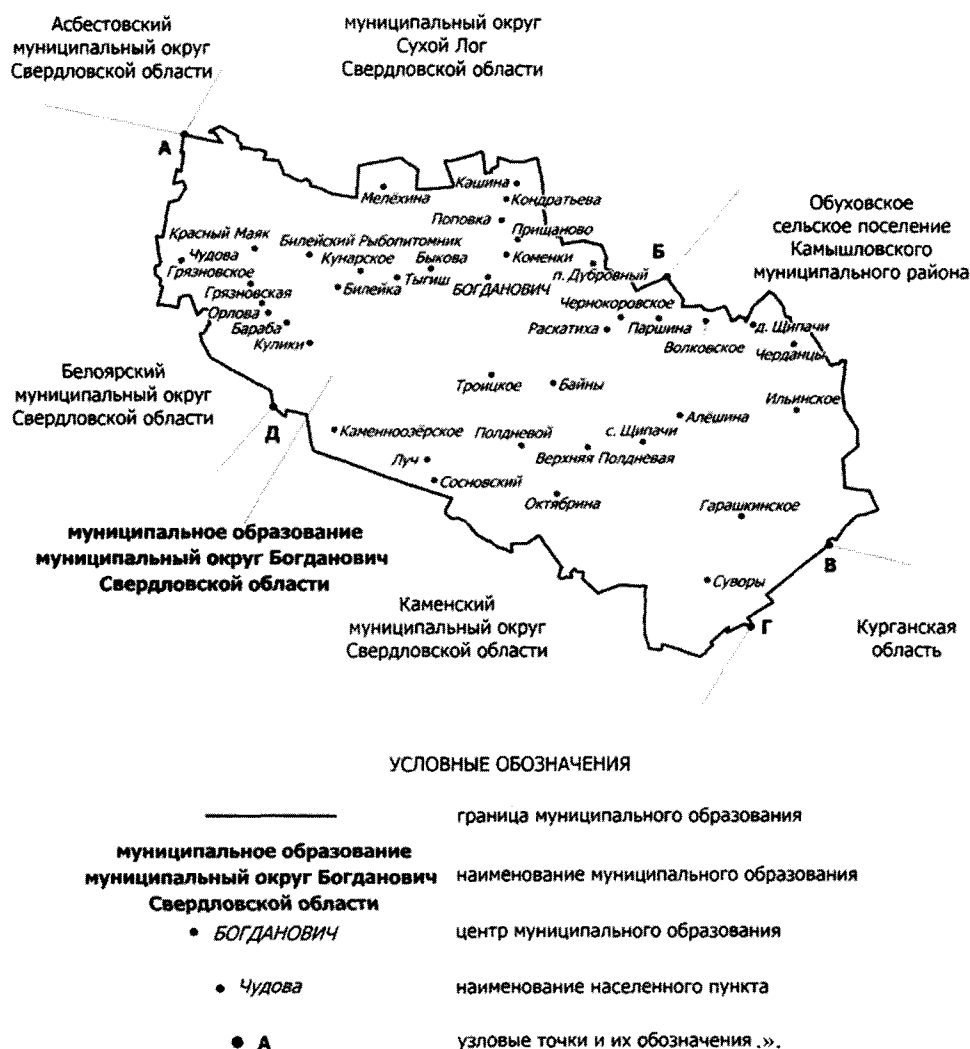 Асбестовский
муниципальный округ
Свердловской области
муниципальный округ
Сухой Лог
Свердловской области
А
Мелёхина
Кашина
Кондратьева
Поповка
Прищаново
Обуховское
сельское поселение
Камышловского
муниципального района
Красный Маяк
Билейский Рыбопитомник
Коменки
Б
Чудова
Кунарское
Быкова
п. Дубровный
Грязновское
Билейка
Тыгиш
БОГДАНОВИЧ
Грязновская
Чернокоровское
Орлова
Раскатиха
Паршина
д. Щипачи
Бараба
Волковское
Черданцы
Кулики
Белоярский
муниципальный округ
Свердловской области
Троицкое
Байны
Ильинское
Д
Алёшина
Каменноозёрское
Полдневой
с. Щипачи
Луч
Верхняя Полдневая
Сосновский
Октябрина
Гарашкинское
муниципальное образование
муниципальный округ Богданович
Свердловской области
В
Суворы
Каменский
муниципальный округ
Свердловской области
Г
Курганская
область
УСЛОВНЫЕ ОБОЗНАЧЕНИЯ
граница муниципального образования
муниципальное образование
муниципальный округ Богданович
Свердловской области
наименование муниципального образования
БОГДАНОВИЧ
центр муниципального образования
Чудова
наименование населенного пункта
А
узловые точки и их обозначения .».